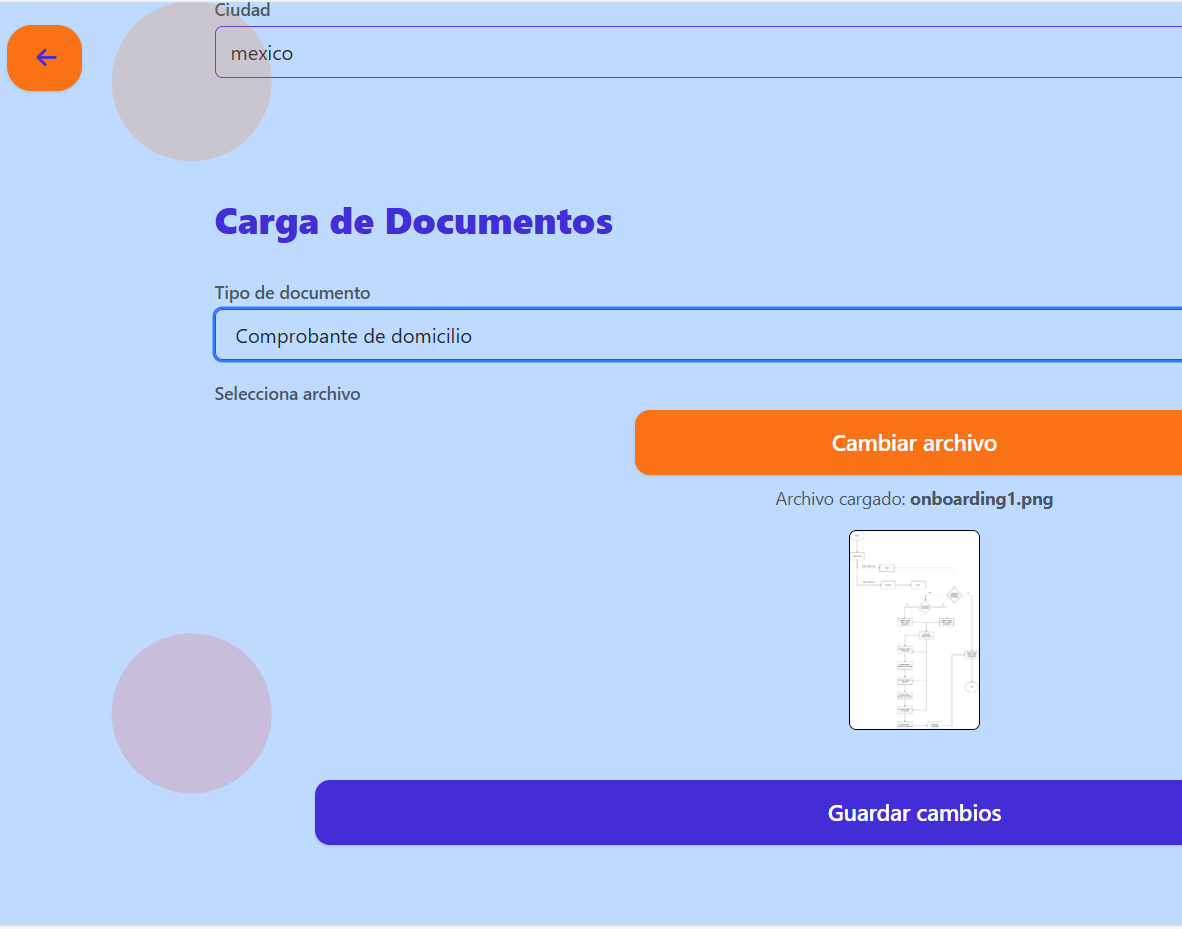 Ciudad
mexico
Carga de Documentos
Tipo de documento
Comprobante de domicilio
Selecciona archivo
Cambiar archivo
Archivo cargado: onboarding1.png
Guardar cambios